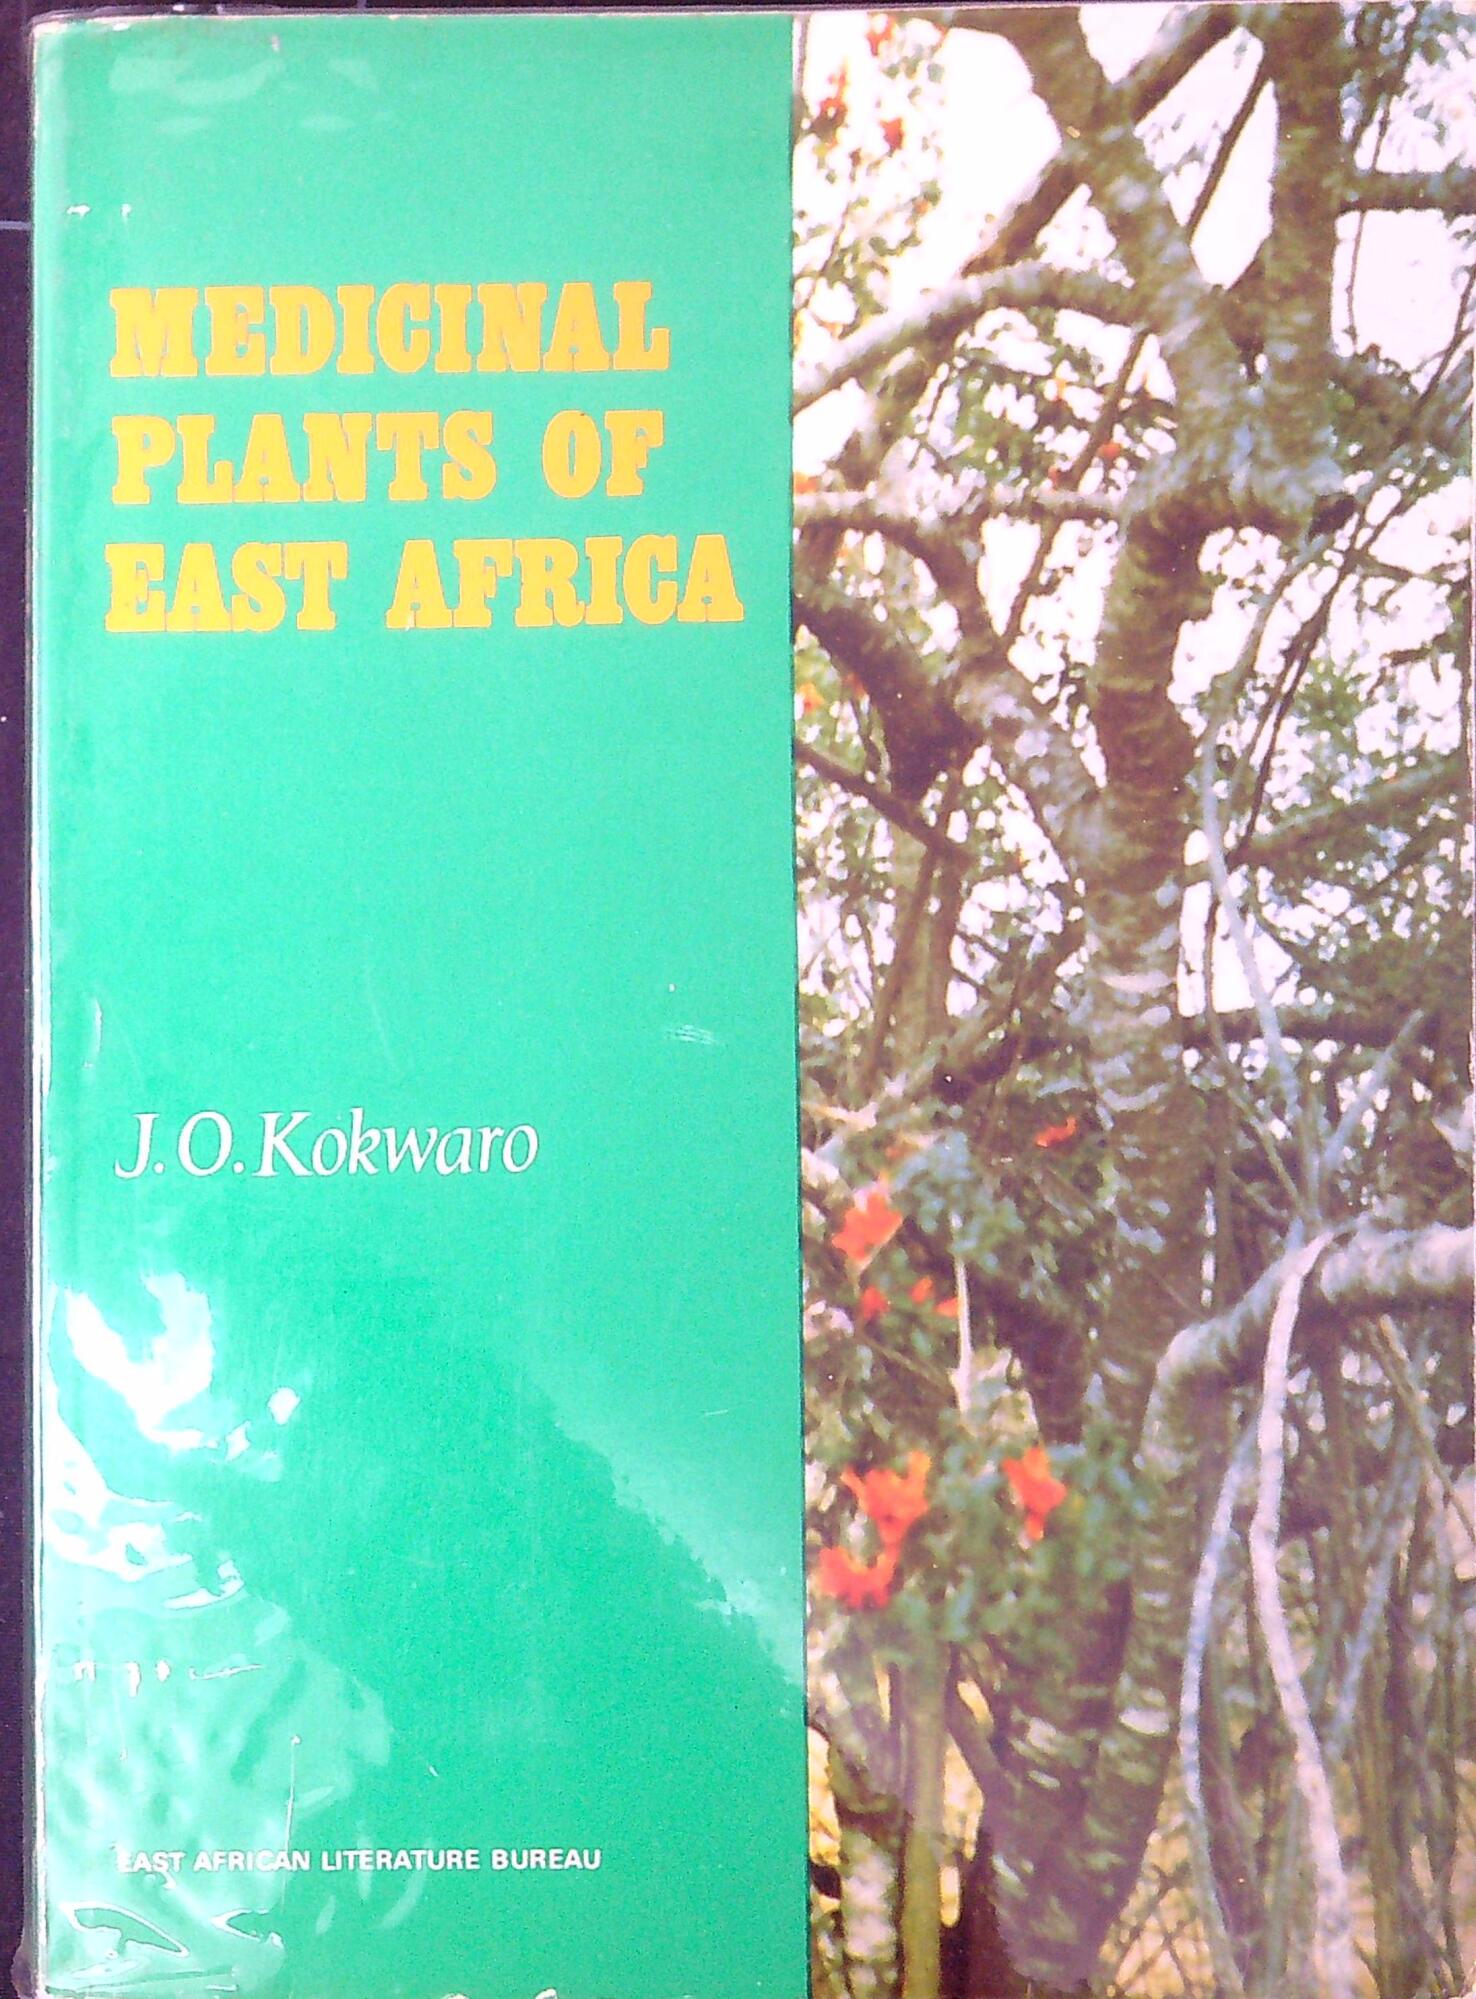 MEDICINAL
PLANTS OF
EAST AFRICA
J. O. Kokwaro
EAST AFRICAN LITERATURE BUREAU